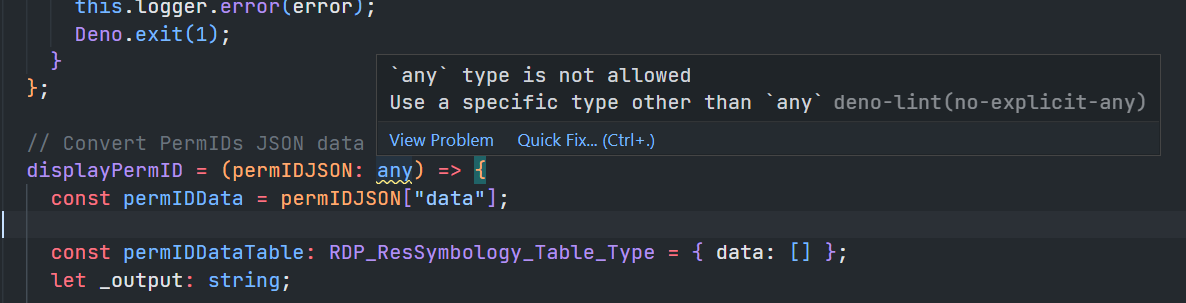 this.logger.error(error);
Deno.exit(1);
}
};
`any` type is not allowed
Use a specific type other than `any` deno-lint(no-explicit-any)
View Problem Quick Fix... (Ctrl+.)
// Convert PermIDs JSON data
displayPermID = (permIDJSON: any) => {
const permIDData = permIDJSON["data"];
const permIDDataTable: RDP_ResSymbology_Table_Type = { data: [] };
let _output: string;